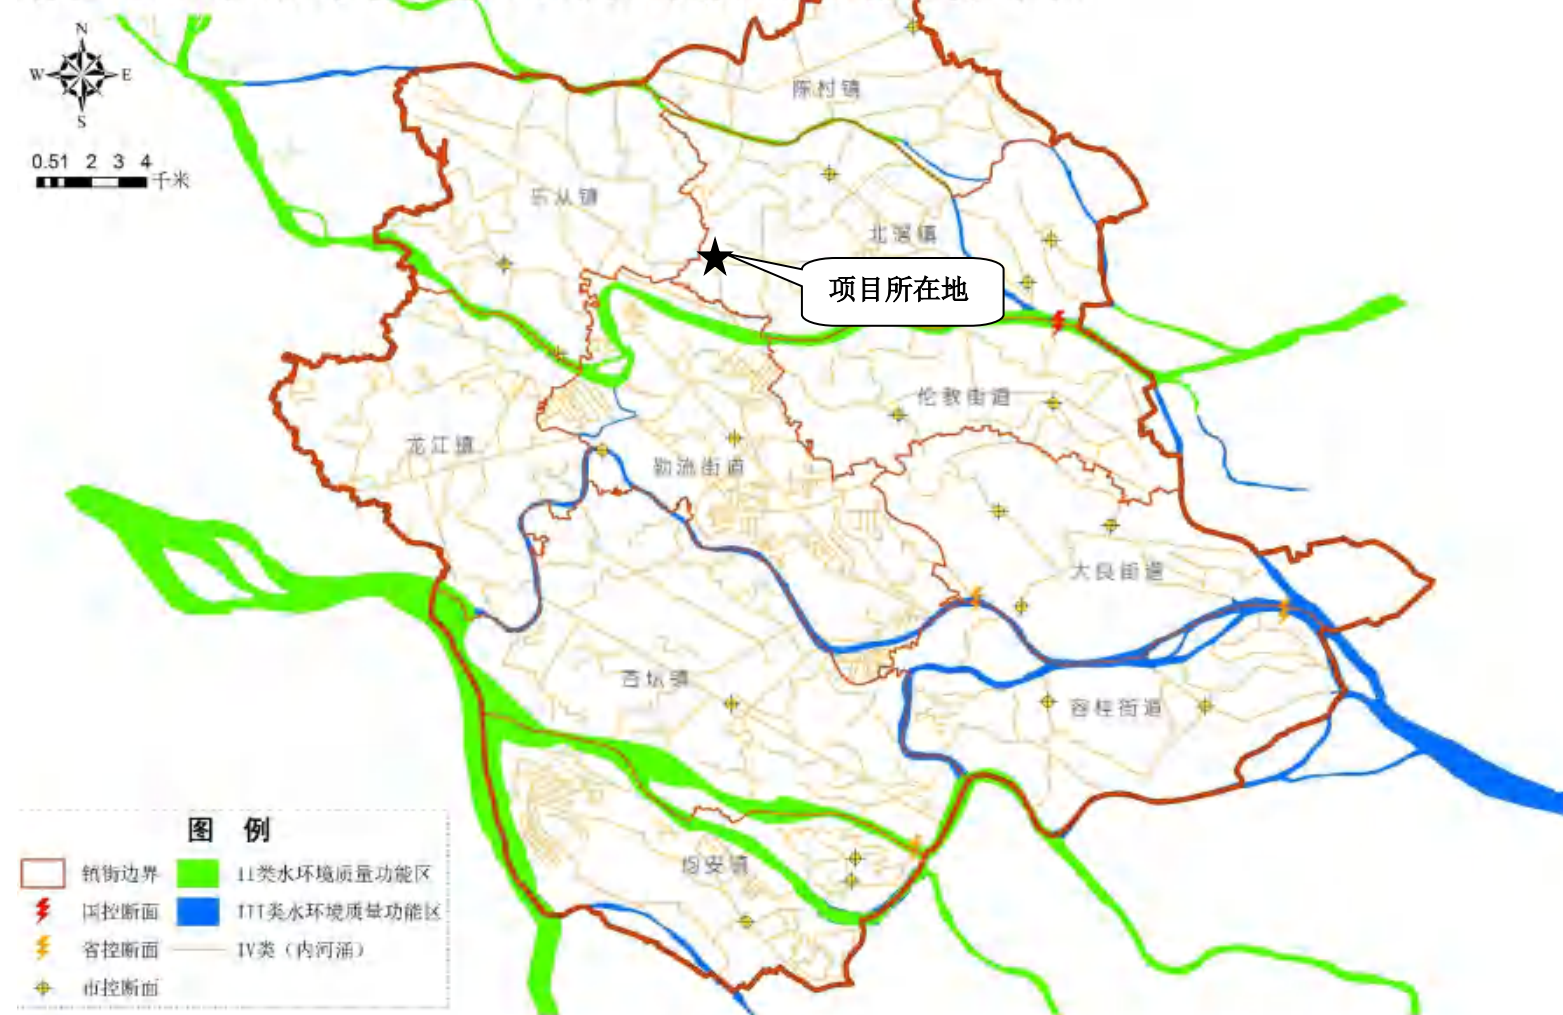 N
W E
S
0.51 2 3 4
千米
陈村镇
乐从镇
北滘镇
项目所在地
伦教街道
龙江镇
勒流街道
大良街道
杏坛镇
容桂街道
均安镇
图 例
镇街边界
II类水环境质量功能区
国控断面
III类水环境质量功能区
省控断面
IV类（内河涌）
市控断面